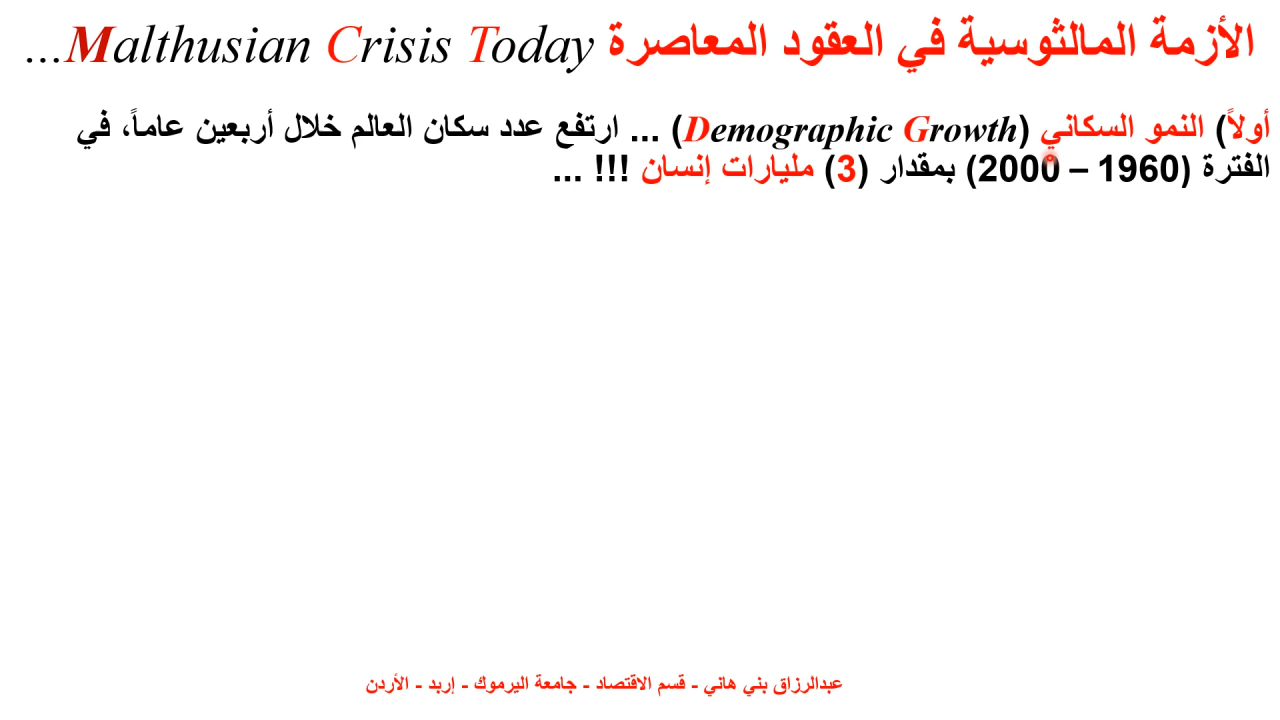 الأزمة المالثوسية في العقود المعاصرة Malthusian Crisis Today...
أولاً) النمو السكاني (Demographic Growth) ... ارتفع عدد سكان العالم خلال أربعين عاماً، في
الفترة (1960 – 2000) بمقدار (3) مليارات إنسان !!! ...
عبدالرزاق بني هاني - قسم الاقتصاد - جامعة اليرموك - إربد - الأردن